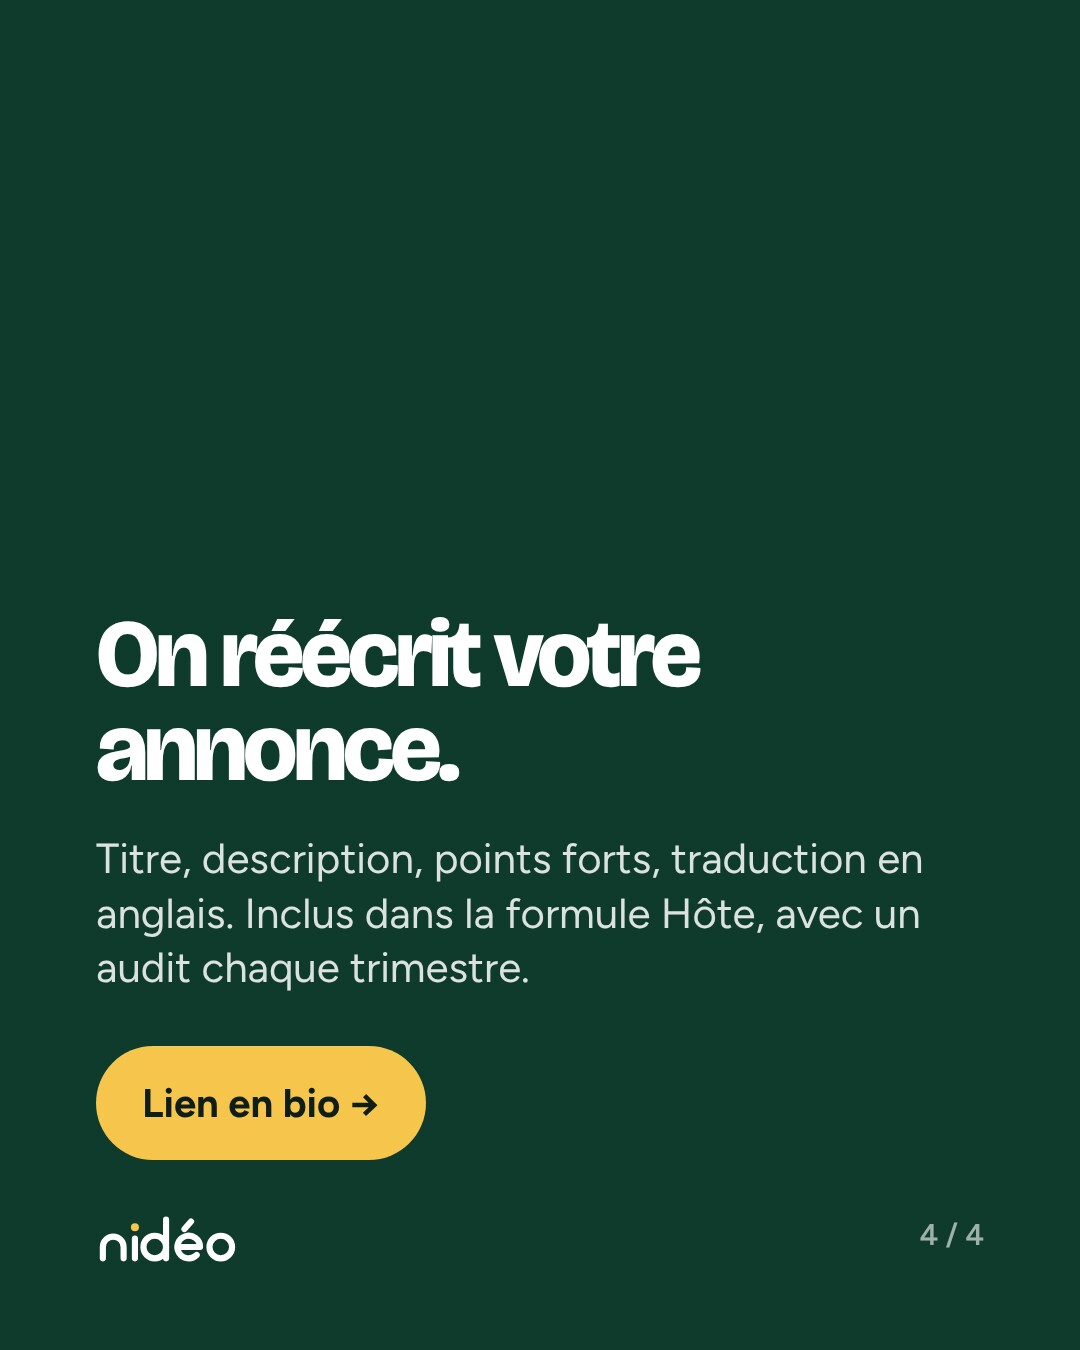 On réécrit votre
annonce.
Titre, description, points forts, traduction en
anglais. Inclus dans la formule Hôte, avec un
audit chaque trimestre.
Lien en bio →
nidéo
4 / 4